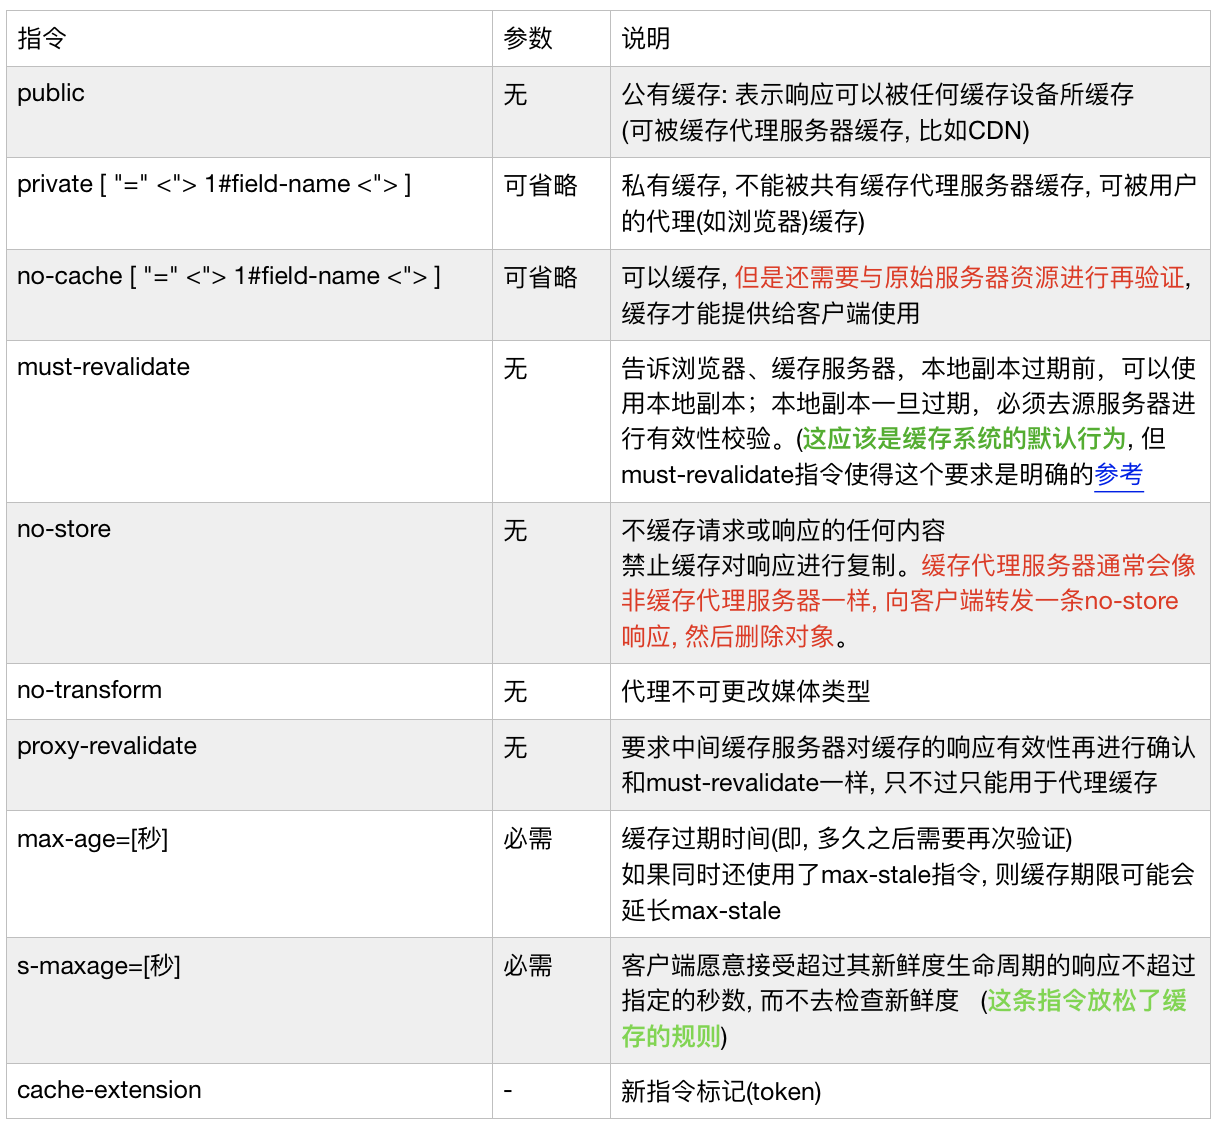 指令 参数 说明
public 无 公有缓存: 表示响应可以被任何缓存设备所缓存
(可被缓存代理服务器缓存, 比如CDN)
private [ "=" <"> 1#field-name <"> ] 可省略 私有缓存, 不能被共有缓存代理服务器缓存, 可被用户
的代理(如浏览器)缓存)
no-cache [ "=" <"> 1#field-name <"> ] 可省略 可以缓存, 但是还需要与原始服务器资源进行再验证,
缓存才能提供给客户端使用
must-revalidate 无 告诉浏览器、缓存服务器，本地副本过期前，可以使
用本地副本；本地副本一旦过期，必须去源服务器进
行有效性校验。(这应该是缓存系统的默认行为, 但
must-revalidate指令使得这个要求是明确的参考
no-store 无 不缓存请求或响应的任何内容
禁止缓存对响应进行复制。缓存代理服务器通常会像
非缓存代理服务器一样, 向客户端转发一条no-store
响应, 然后删除对象。
no-transform 无 代理不可更改媒体类型
proxy-revalidate 无 要求中间缓存服务器对缓存的响应有效性再进行确认
和must-revalidate一样, 只不过只能用于代理缓存
max-age=[秒] 必需 缓存过期时间(即, 多久之后需要再次验证)
如果同时还使用了max-stale指令, 则缓存期限可能会
延长max-stale
s-maxage=[秒] 必需 客户端愿意接受超过其新鲜度生命周期的响应不超过
指定的秒数, 而不去检查新鲜度 (这条指令放松了缓
存的规则)
cache-extension - 新指令标记(token)